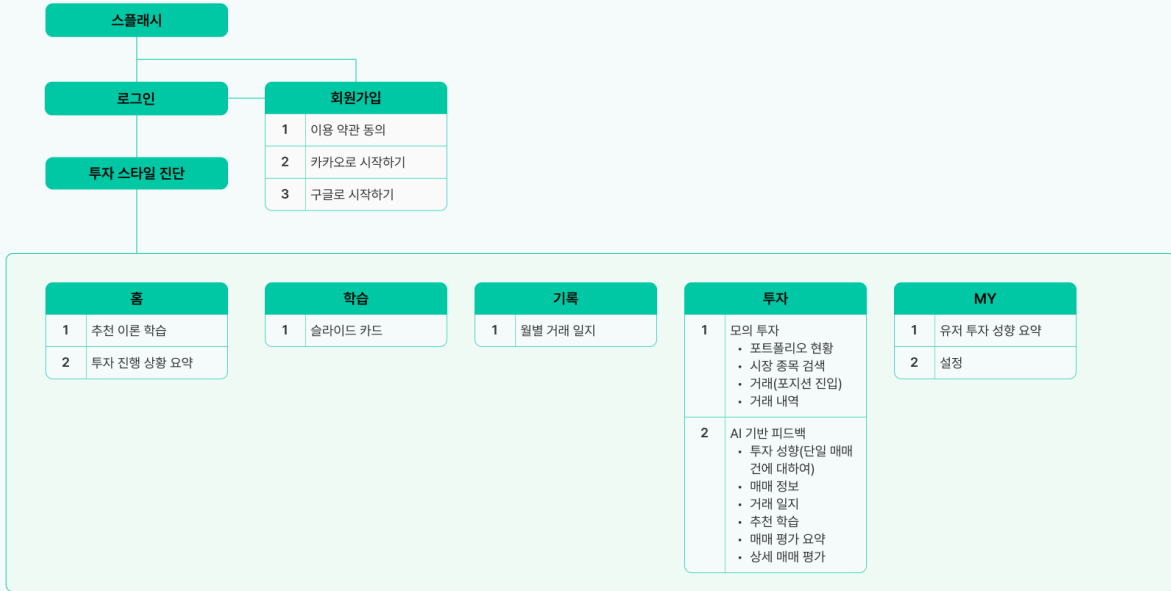 스플래시
로그인
회원가입
1 이용 약관 동의
2 카카오로 시작하기
3 구글로 시작하기
투자 스타일 진단
홈
1 추천 이론 학습
2 투자 진행 상황 요약
학습
1 슬라이드 카드
기록
1 월별 거래 일지
투자
1 모의 투자
• 포트폴리오 현황
• 시장 종목 검색
• 거래(포지션 진입)
• 거래 내역
2 AI 기반 피드백
• 투자 성향(단일 매매
건에 대하여)
• 매매 정보
• 거래 일지
• 추천 학습
• 매매 평가 요약
• 상세 매매 평가
MY
1 유저 투자 성향 요약
2 설정